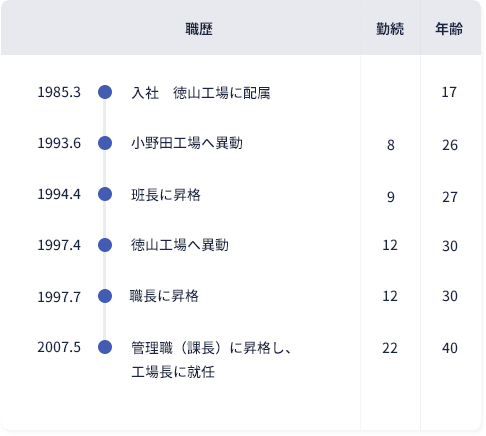 職歴 勤続 年齢
1985.3 入社　徳山工場に配属 17
1993.6 小野田工場へ異動 8 26
1994.4 班長に昇格 9 27
1997.4 徳山工場へ異動 12 30
1997.7 職長に昇格 12 30
2007.5 管理職（課長）に昇格し、 22 40
工場長に就任